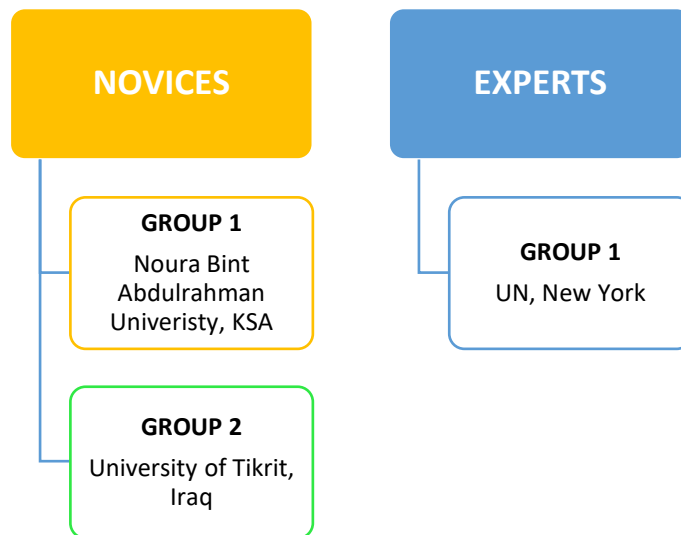 NOVICES
GROUP 1
Noura Bint
Abdulrahman
Univeristy, KSA
GROUP 2
University of Tikrit,
Iraq
EXPERTS
GROUP 1
UN, New York